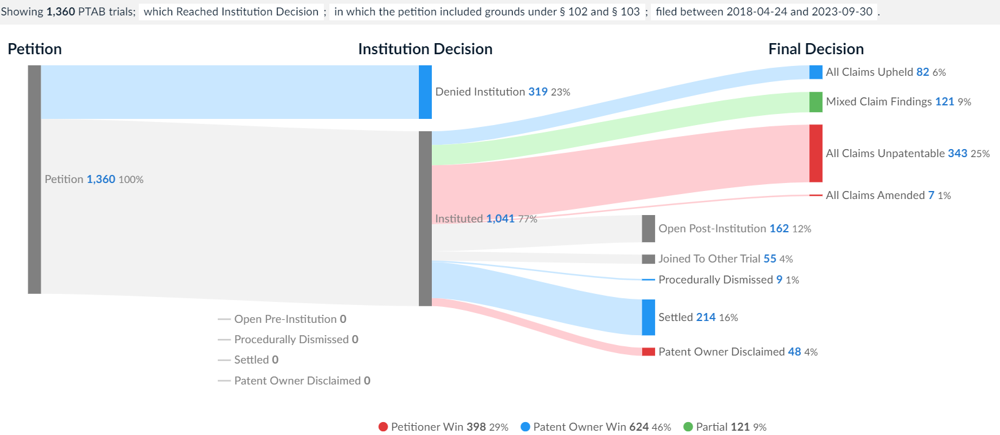 Showing 1,360 PTAB trials; which Reached Institution Decision ; in which the petition included grounds under § 102 and § 103 ; filed between 2018-04-24 and 2023-09-30 .
Petition
Institution Decision
Final Decision
Petition 1,360 100%
Denied Institution 319 23%
Instituted 1,041 77%
All Claims Upheld 82 6%
Mixed Claim Findings 121 9%
All Claims Unpatentable 343 25%
All Claims Amended 7 1%
Open Post-Institution 162 12%
Joined To Other Trial 55 4%
Procedurally Dismissed 9 1%
Settled 214 16%
Patent Owner Disclaimed 48 4%
Open Pre-Institution 0
Procedurally Dismissed 0
Settled 0
Patent Owner Disclaimed 0
Petitioner Win 398 29% Patent Owner Win 624 46% Partial 121 9%